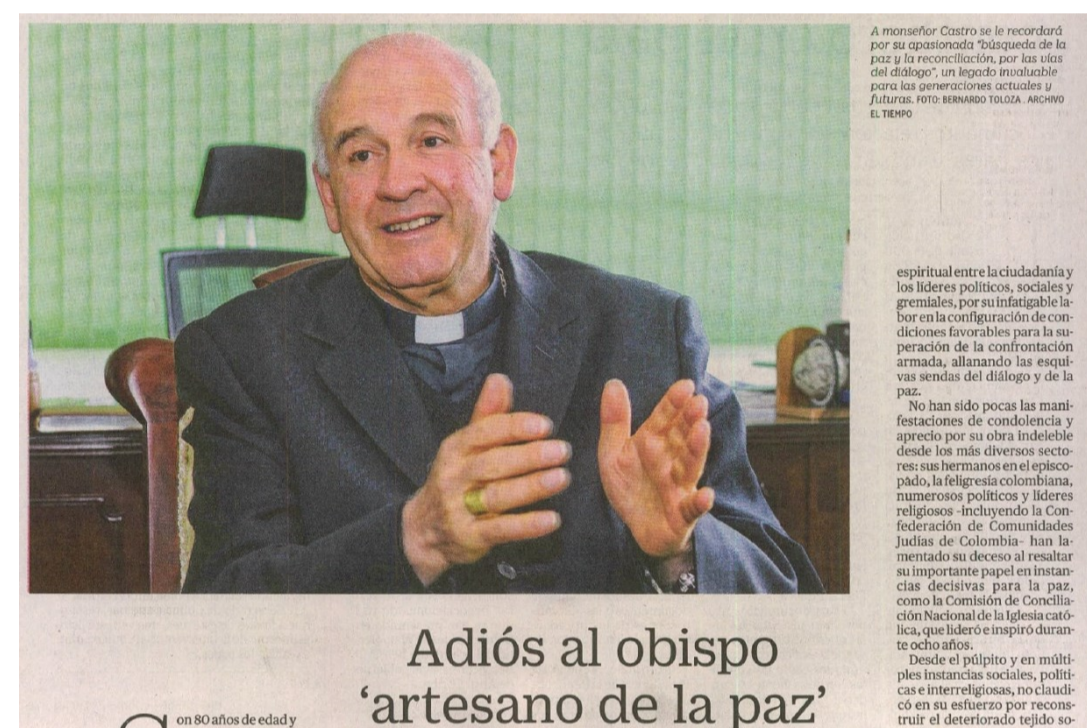 A monseñor Castro se le recordará
por su apasionada "búsqueda de la
paz y la reconciliación, por las vías
del diálogo", un legado invaluable
para las generaciones actuales y
futuras. FOTO: BERNARDO TOLOZA . ARCHIVO
EL TIEMPO
Adiós al obispo
‘artesano de la paz’
Con 80 años de edad y
espiritual entre la ciudadanía y
los líderes políticos, sociales y
gremiales, por su infatigable la-
bor en la configuración de con-
diciones favorables para la su-
peración de la confrontación
armada, allanando las esqui-
vas sendas del diálogo y de la
paz.
No han sido pocas las mani-
festaciones de condolencia y
aprecio por su obra indeleble
desde los más diversos secto-
res: sus hermanos en el episco-
pado, la feligresía colombiana,
numerosos políticos y líderes
religiosos -incluyendo la Con-
federación de Comunidades
Judías de Colombia- han la-
mentado su deceso al resaltar
su importante papel en instan-
cias decisivas para la paz,
como la Comisión de Concilia-
ción Nacional de la Iglesia cató-
lica, que lideró e inspiró duran-
te ocho años.
Desde el púlpito y en múlti-
ples instancias sociales, políti-
cas e interreligiosas, no claudi-
có en su esfuerzo por recons-
truir el deteriorado tejido so-